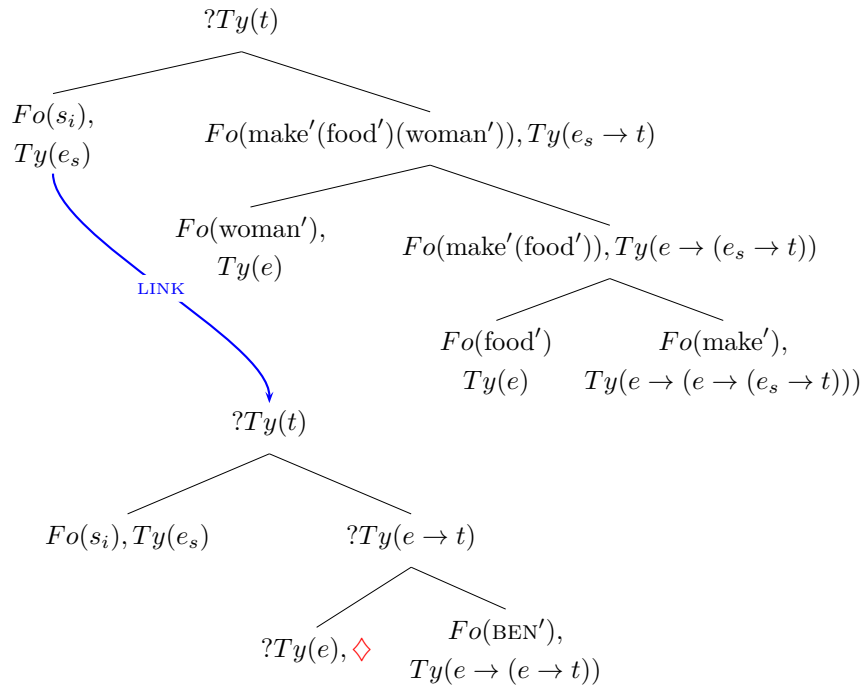 ?Ty(t)
Fo(s_i),
Ty(e_s)
Fo(make′(food′)(woman′)), Ty(e_s → t)
Fo(woman′),
Ty(e)
Fo(make′(food′)), Ty(e → (e_s → t))
LINK
Fo(food′)
Ty(e)
Fo(make′),
Ty(e → (e → (e_s → t)))
?Ty(t)
Fo(s_i), Ty(e_s)
?Ty(e → t)
?Ty(e), ♢
Fo(BEN′),
Ty(e → (e → t))